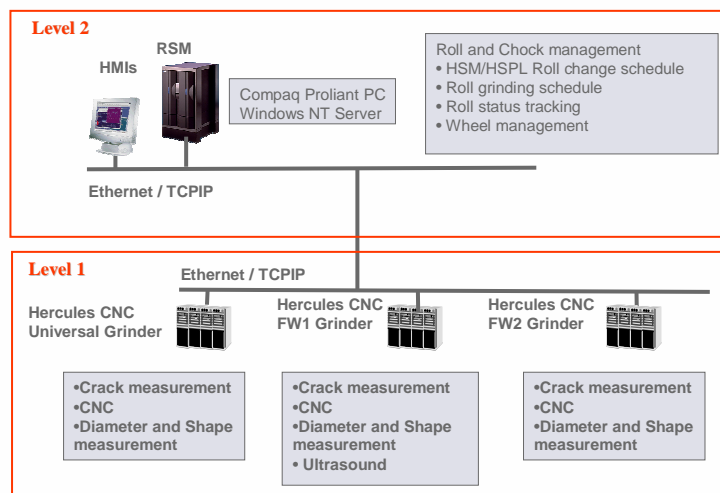 Level 2
RSM
HMIs
Compaq Proliant PC
Windows NT Server
Roll and Chock management
• HSM/HSPL Roll change schedule
• Roll grinding schedule
• Roll status tracking
• Wheel management
Ethernet / TCPIP
Level 1
Ethernet / TCPIP
Hercules CNC
Universal Grinder
Hercules CNC
FW1 Grinder
Hercules CNC
FW2 Grinder
•Crack measurement
•CNC
•Diameter and Shape
measurement
•Crack measurement
•CNC
•Diameter and Shape
measurement
• Ultrasound
•Crack measurement
•CNC
•Diameter and Shape
measurement